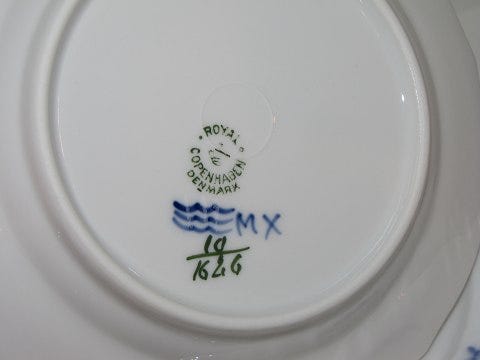 ROYAL
COPENHAGEN
DENMARK
MX
10
1626